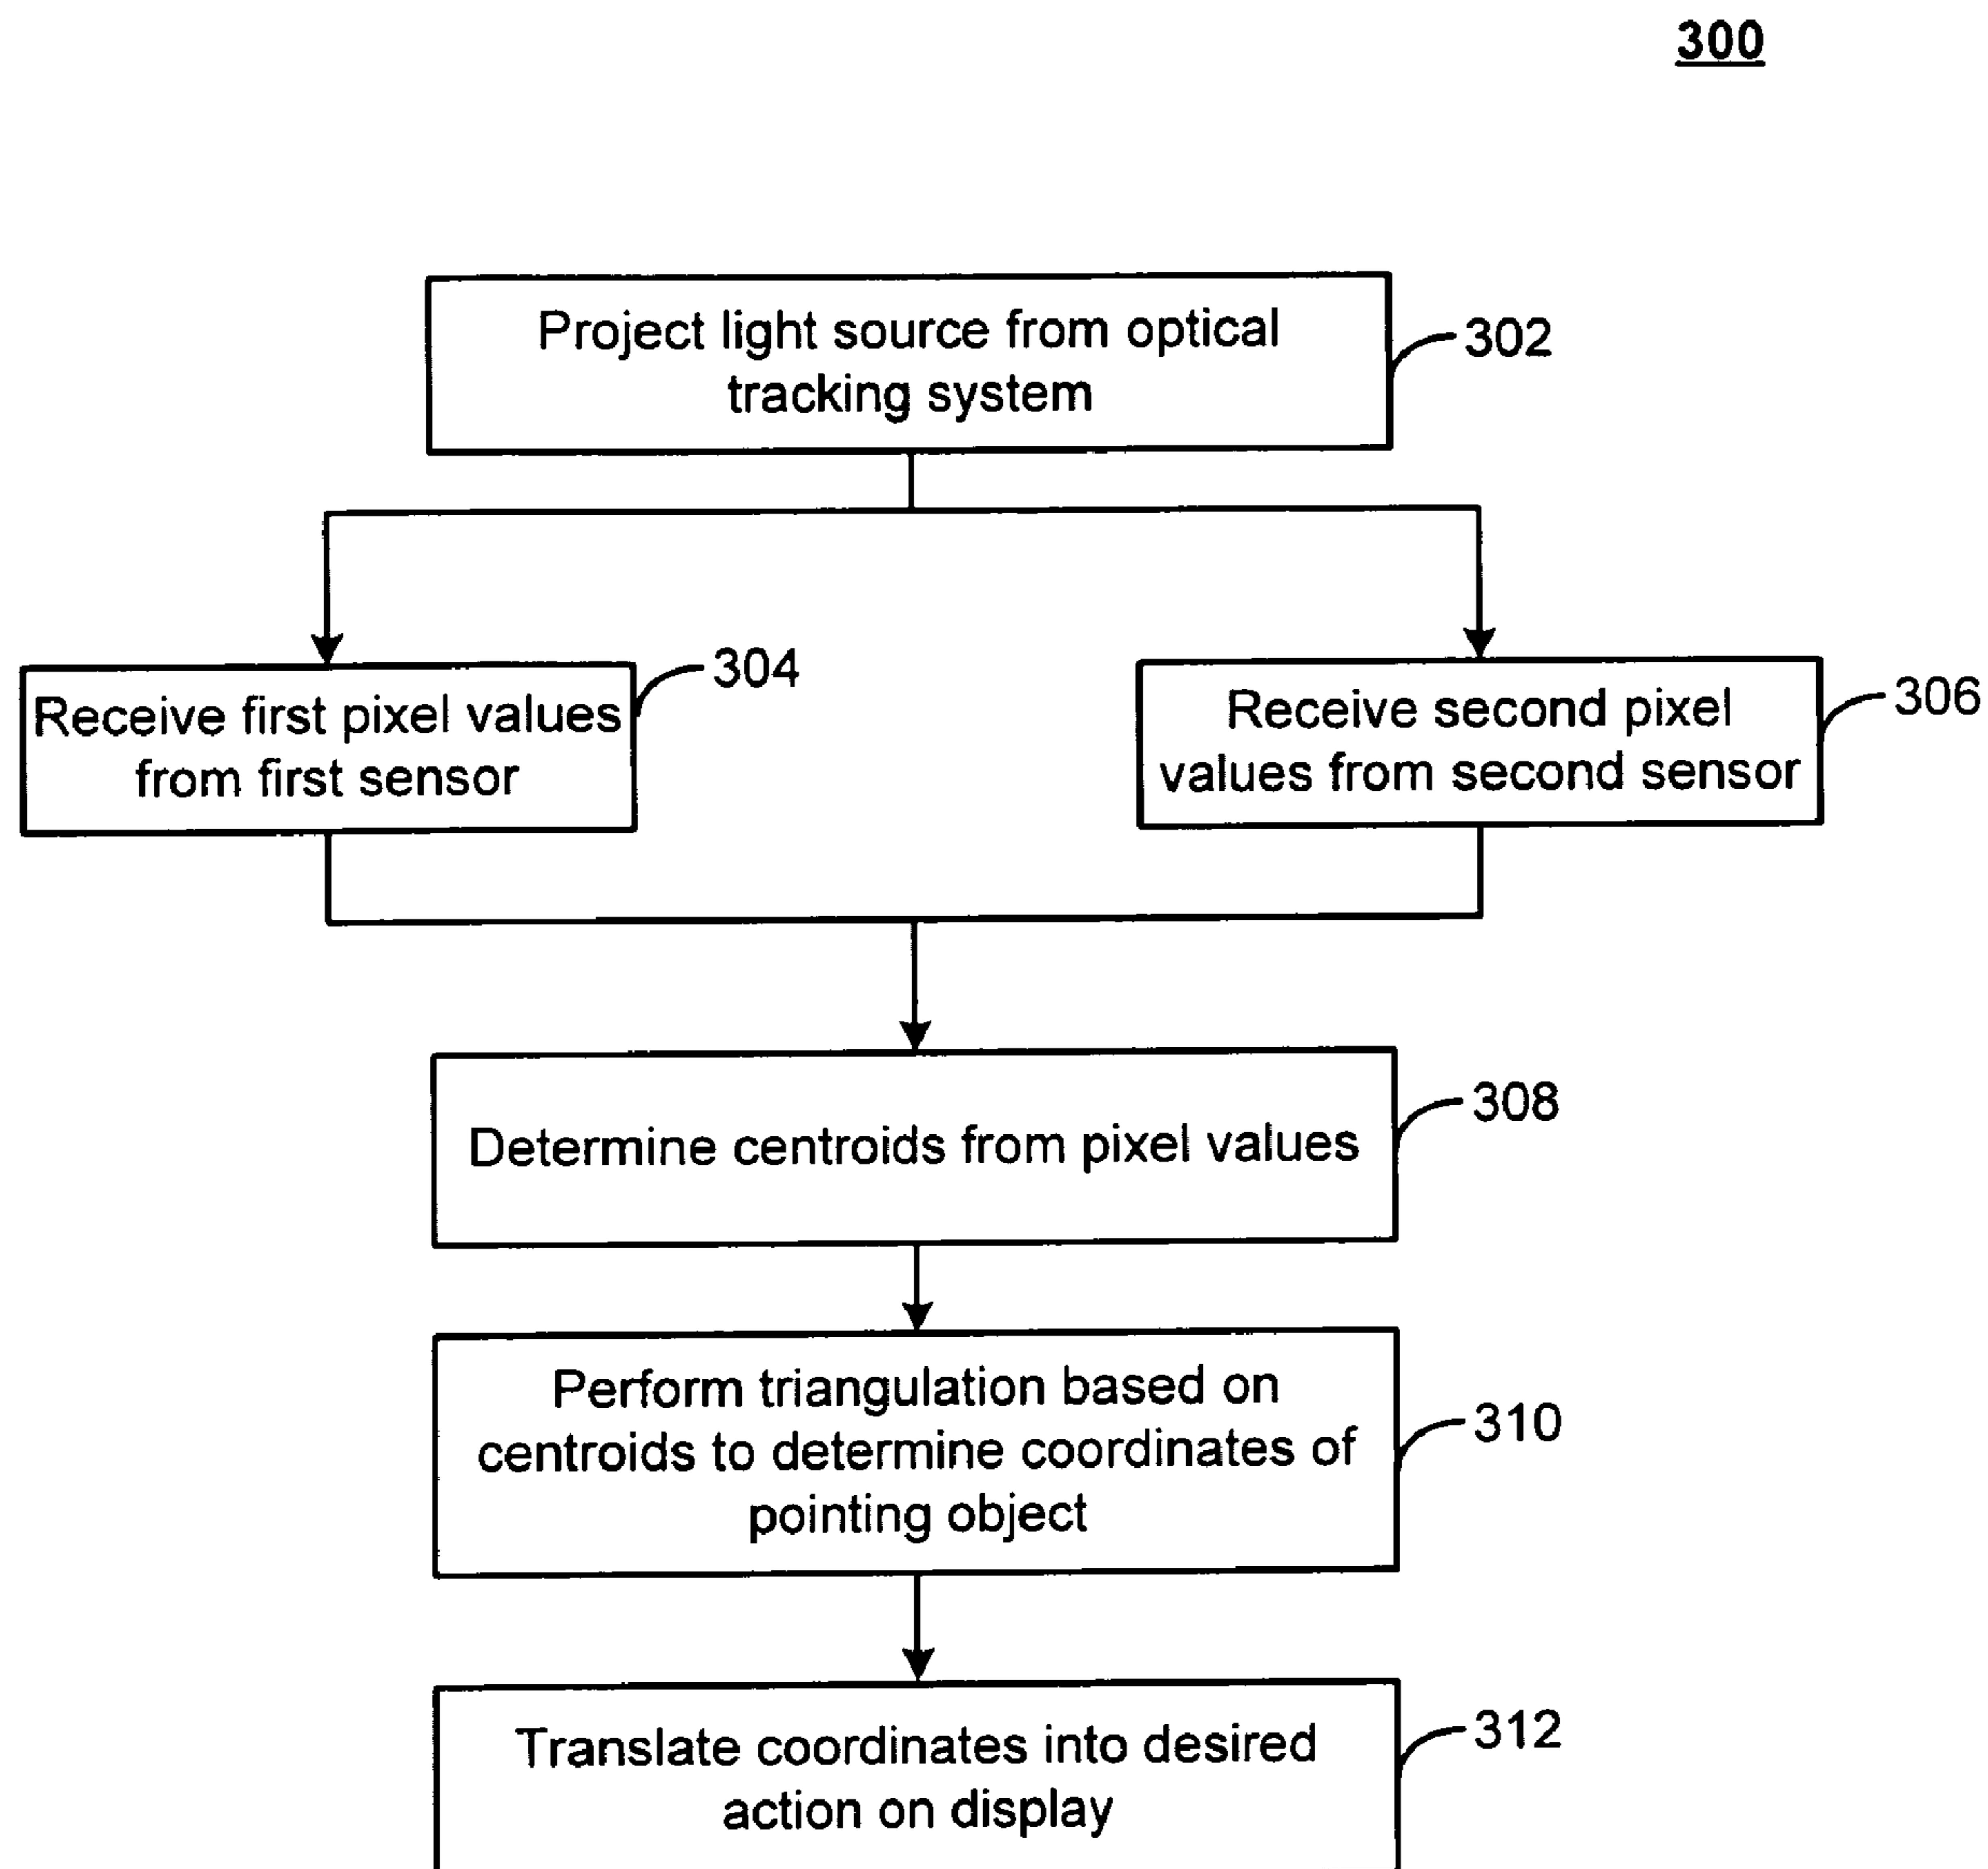 300
Project light source from optical
tracking system
302
Receive first pixel values
from first sensor
304
Receive second pixel
values from second sensor
306
Determine centroids from pixel values
308
Perform triangulation based on
centroids to determine coordinates of
pointing object
310
Translate coordinates into desired
action on display
312